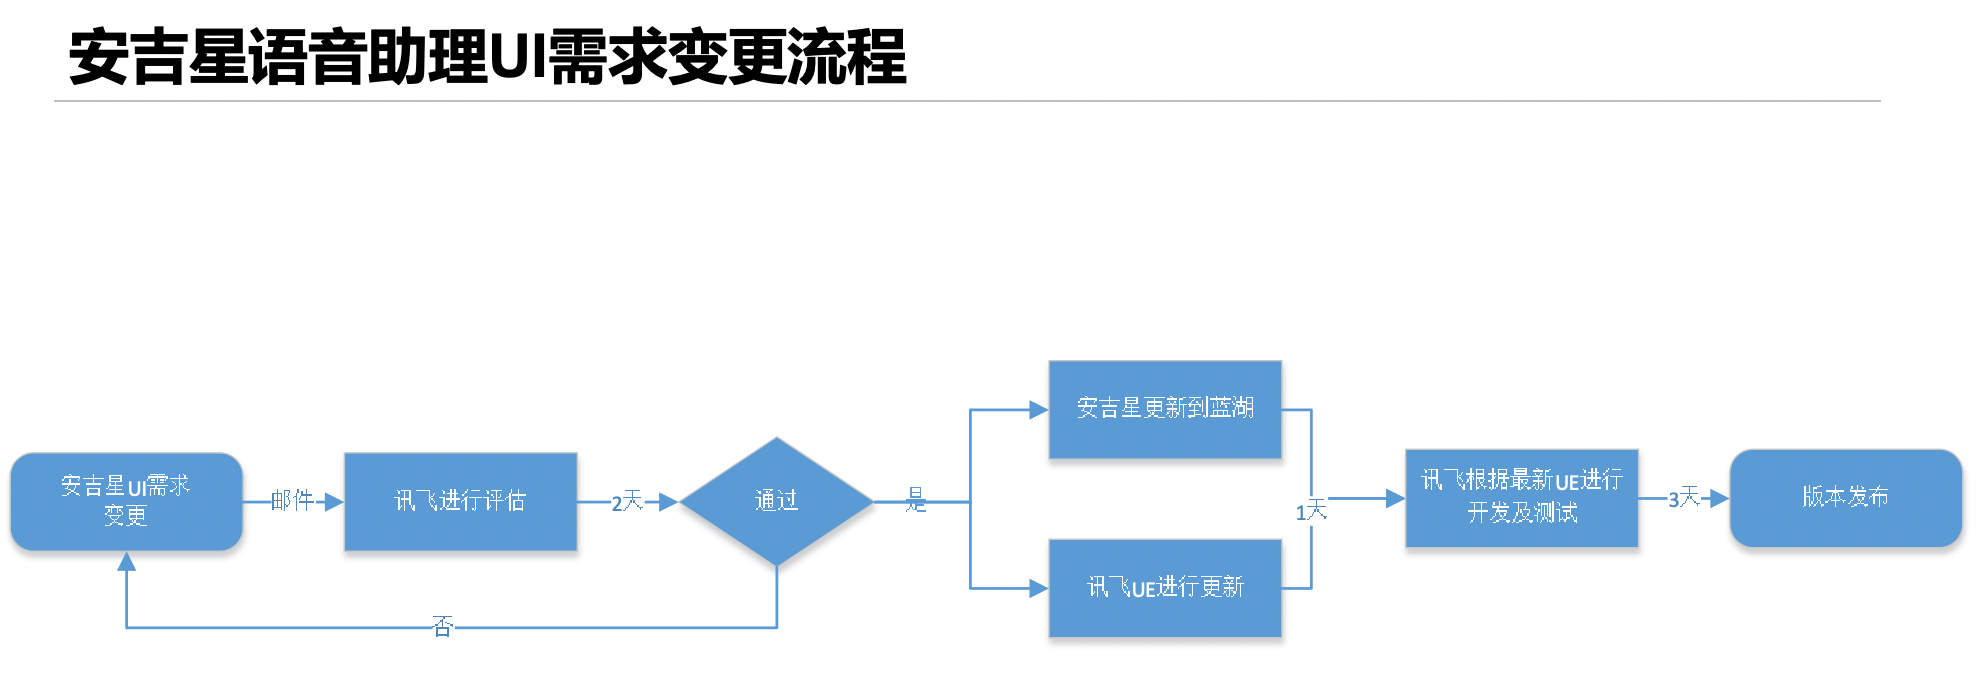 安吉星语音助理UI需求变更流程
安吉星UI需求
变更
邮件
讯飞进行评估
2天
通过
是
否
安吉星更新到蓝湖
讯飞UE进行更新
1天
讯飞根据最新UE进行
开发及测试
3天
版本发布